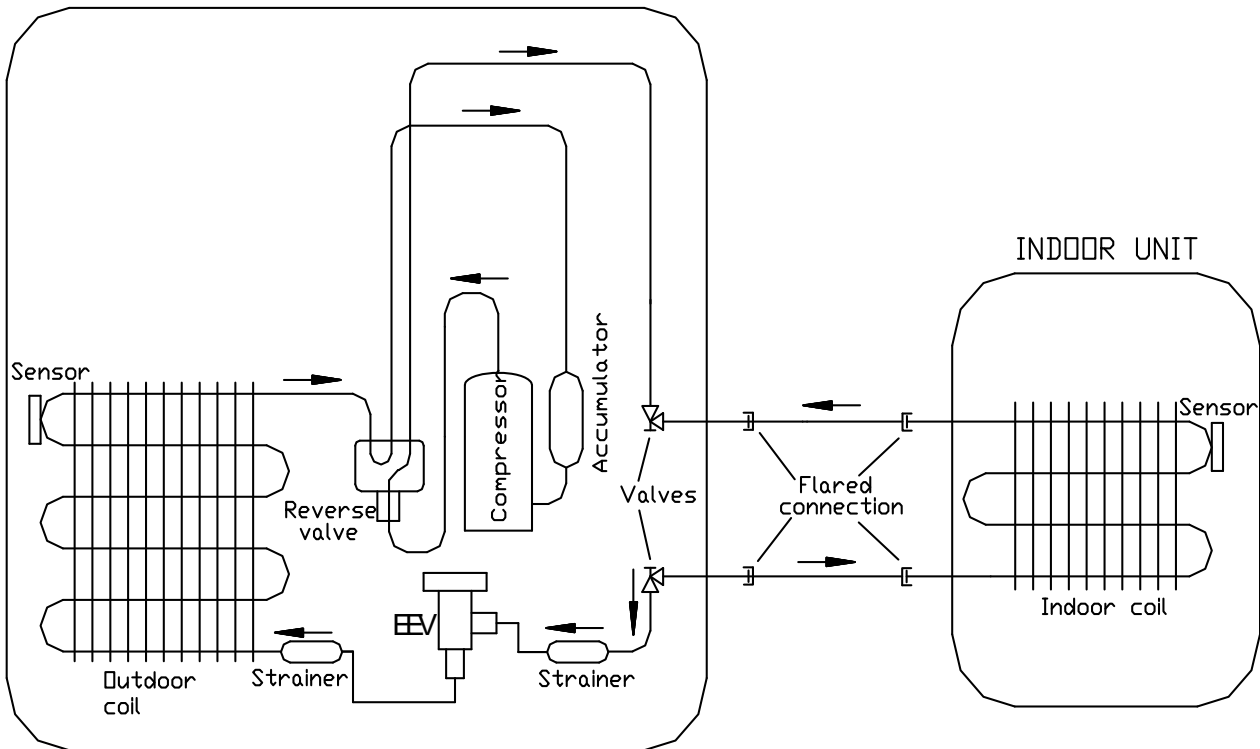 INDOOR UNIT
Sensor
Compressor
Accumulator
Sensor
Reverse
valve
Valves
Flared
connection
EEV
Indoor coil
Outdoor
coil
Strainer
Strainer